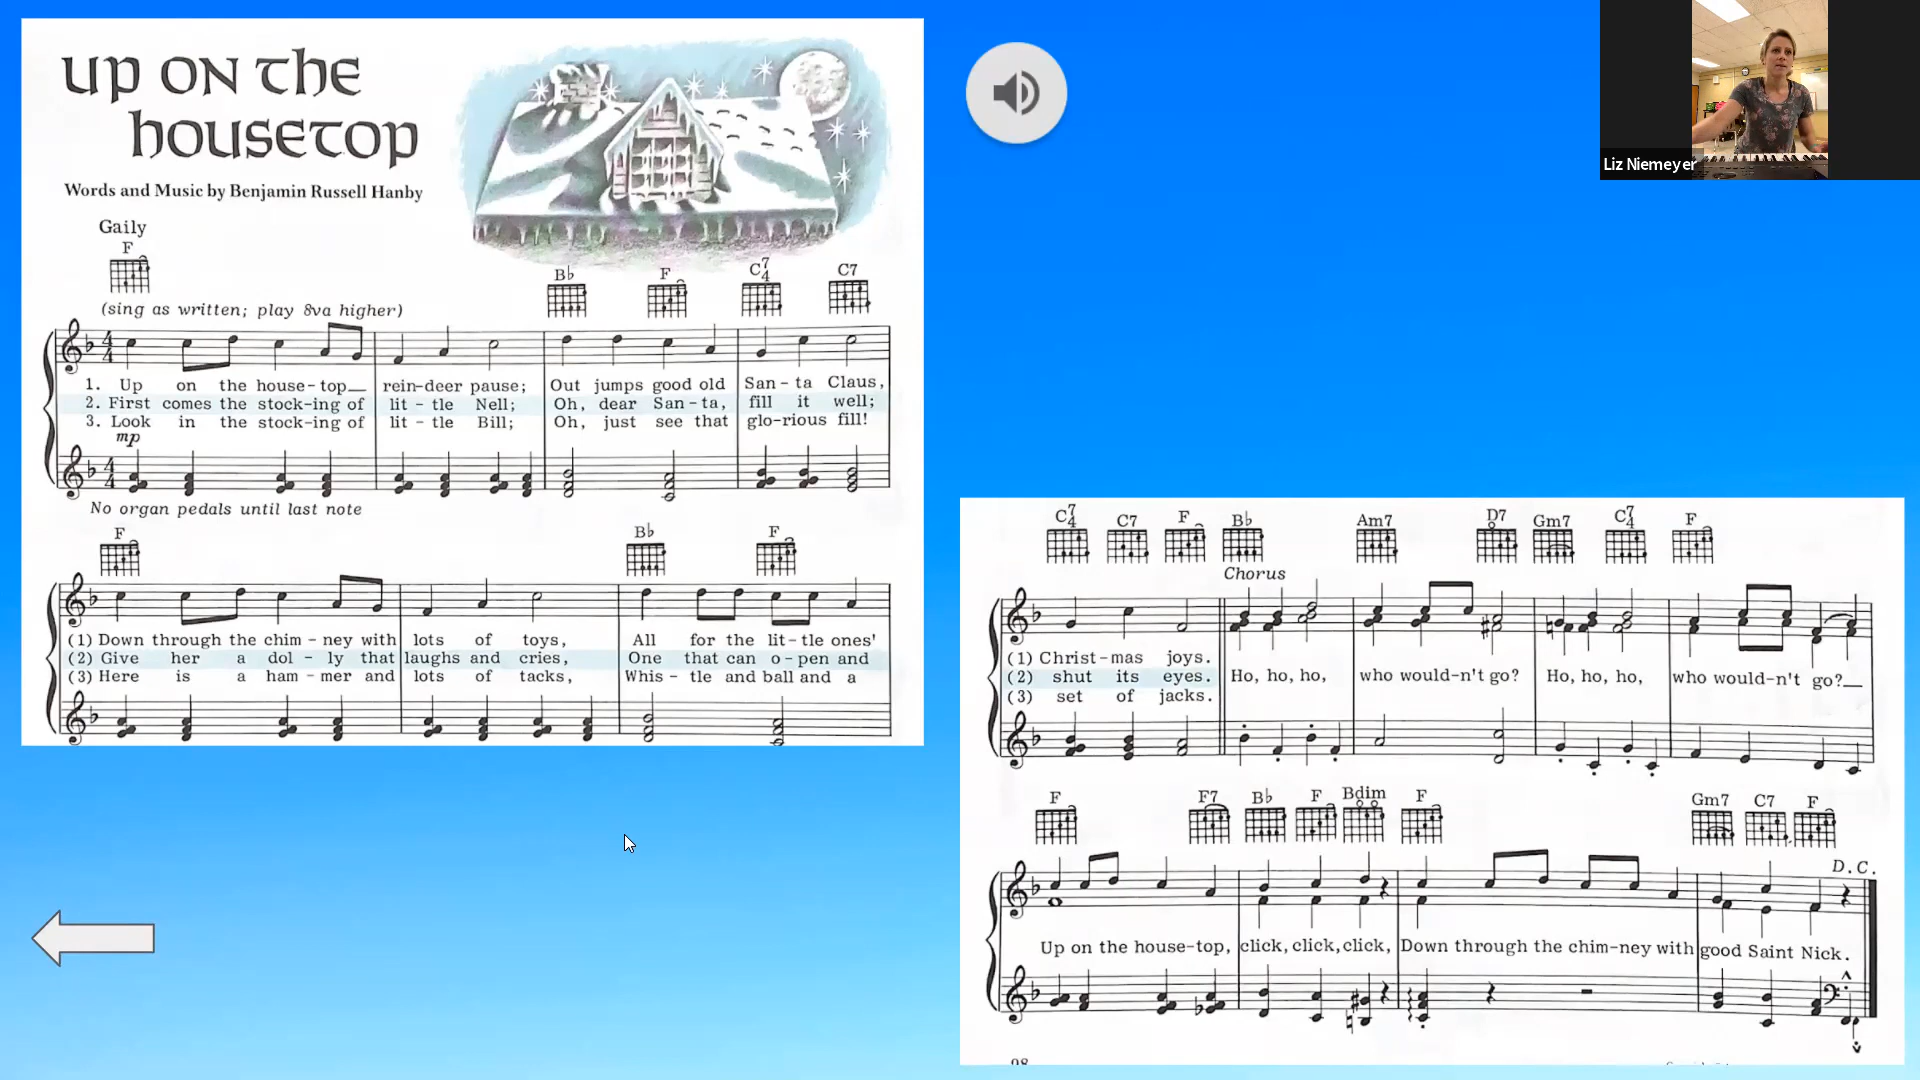 up on the
housetop
Words and Music by Benjamin Russell Hanby
Gaily
F
Bb F C7 4 C7
(sing as written; play 8va higher)
1. Up on the house-top__ rein-deer pause; Out jumps good old San-ta Claus,
2. First comes the stock-ing of lit-tle Nell; Oh, dear San-ta, fill it well;
3. Look in the stock-ing of lit-tle Bill; Oh, just see that glo-rious fill!
mp
No organ pedals until last note
F Bb F
(1) Down through the chim-ney with lots of toys, All for the lit-tle ones'
(2) Give her a dol-ly that laughs and cries, One that can o-pen and
(3) Here is a ham-mer and lots of tacks, Whis-tle and ball and a
Liz Niemeyer
C7 4 C7 F Bb Am7 D7 Gm7 C7 4 F
Chorus
(1) Christ-mas joys. Ho, ho, ho, who would-n't go? Ho, ho, ho, who would-n't go?__
(2) shut its eyes.
(3) set of jacks.
F F7 Bb F Bdim F Gm7 C7 F
D.C.
Up on the house-top, click, click, click, Down through the chim-ney with good Saint Nick.